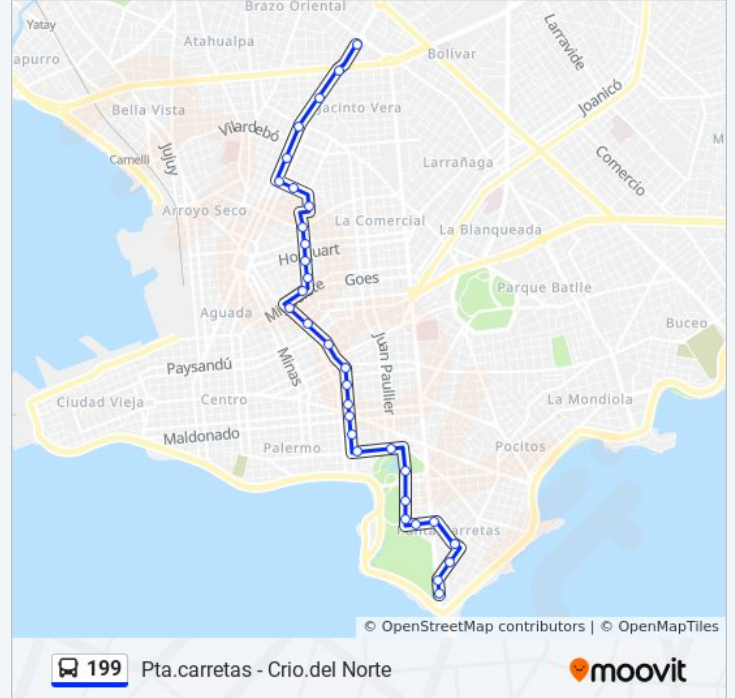 Brazo Oriental
Yatay
Atahualpa
Bolívar
Larravide
apurro
Joanicó
Bella Vista
Jacinto Vera
Vilardebó
M
Jujuy
Capurro
Larrañaga
Comercio
Arroyo Seco
La Comercial
La Blanqueada
Goes
Parque Batlle
Aguada
Buceo
Juan Paullier
Minas
Paysandú
Ciudad Vieja
Centro
La Mondiola
Maldonado
Palermo
Pocitos
© OpenStreetMap contributors | © OpenMapTiles
199 Pta.carretas - Crio.del Norte
moovit